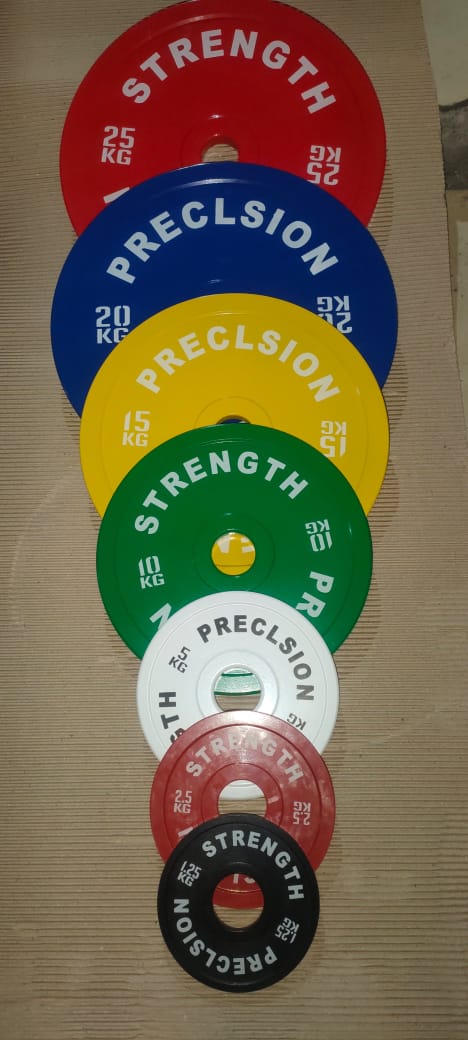 STRENGTH
25
KG
25
KG
PRECLSION
20
KG
20
KG
PRECLSION
15
KG
15
KG
STRENGTH
10
KG
10
KG
PRECLSION
5
KG
KG
STRENGTH
2.5
KG
2.5
KG
STRENGTH
1.25
KG
1.25
KG
PRECLSION